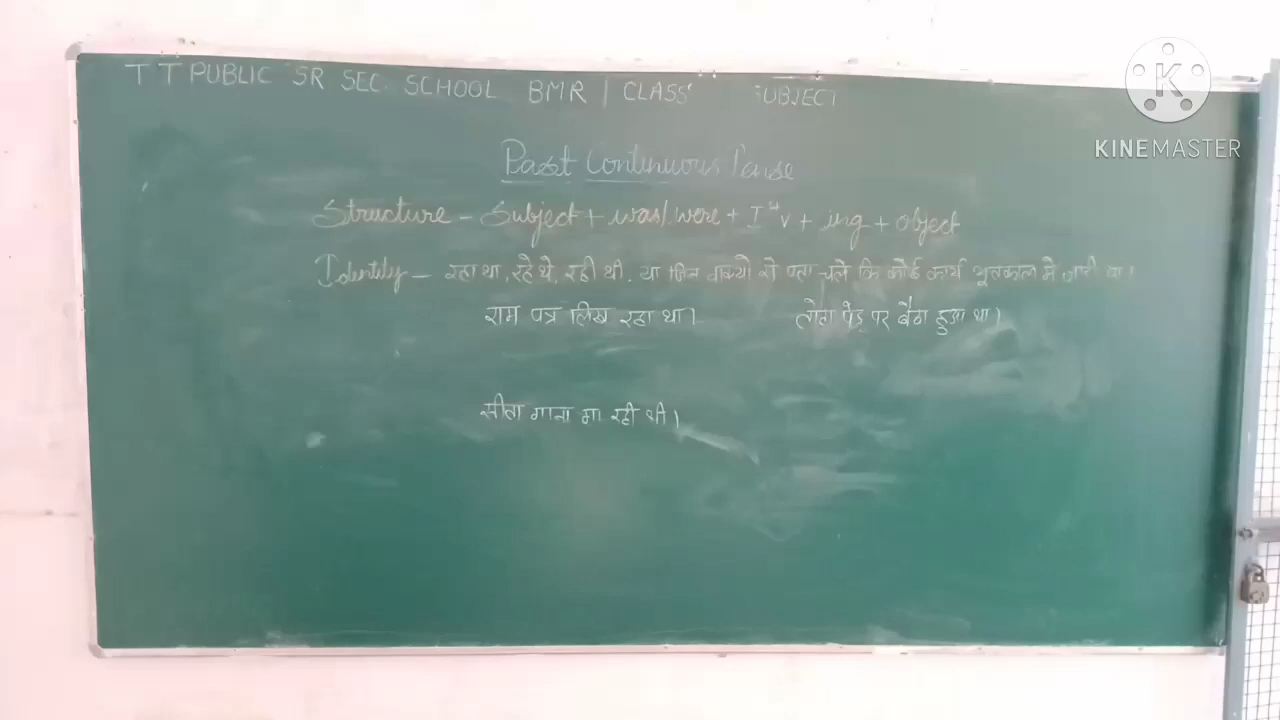 T T PUBLIC SR SEC. SCHOOL BMR | CLASS SUBJECT
K
KINEMASTER
Past Continuous Tense
Structure - Subject + was/were + Ist v + ing + object
Identity - रहा था, रहे थे, रही थी. या जिन वाक्यो से पता चले कि कोई कार्य भूतकाल मे जारी था।
राम पत्र लिख रहा था। तोता पेड़ पर बैठा हुआ था।
सीता गाना गा रही थी।